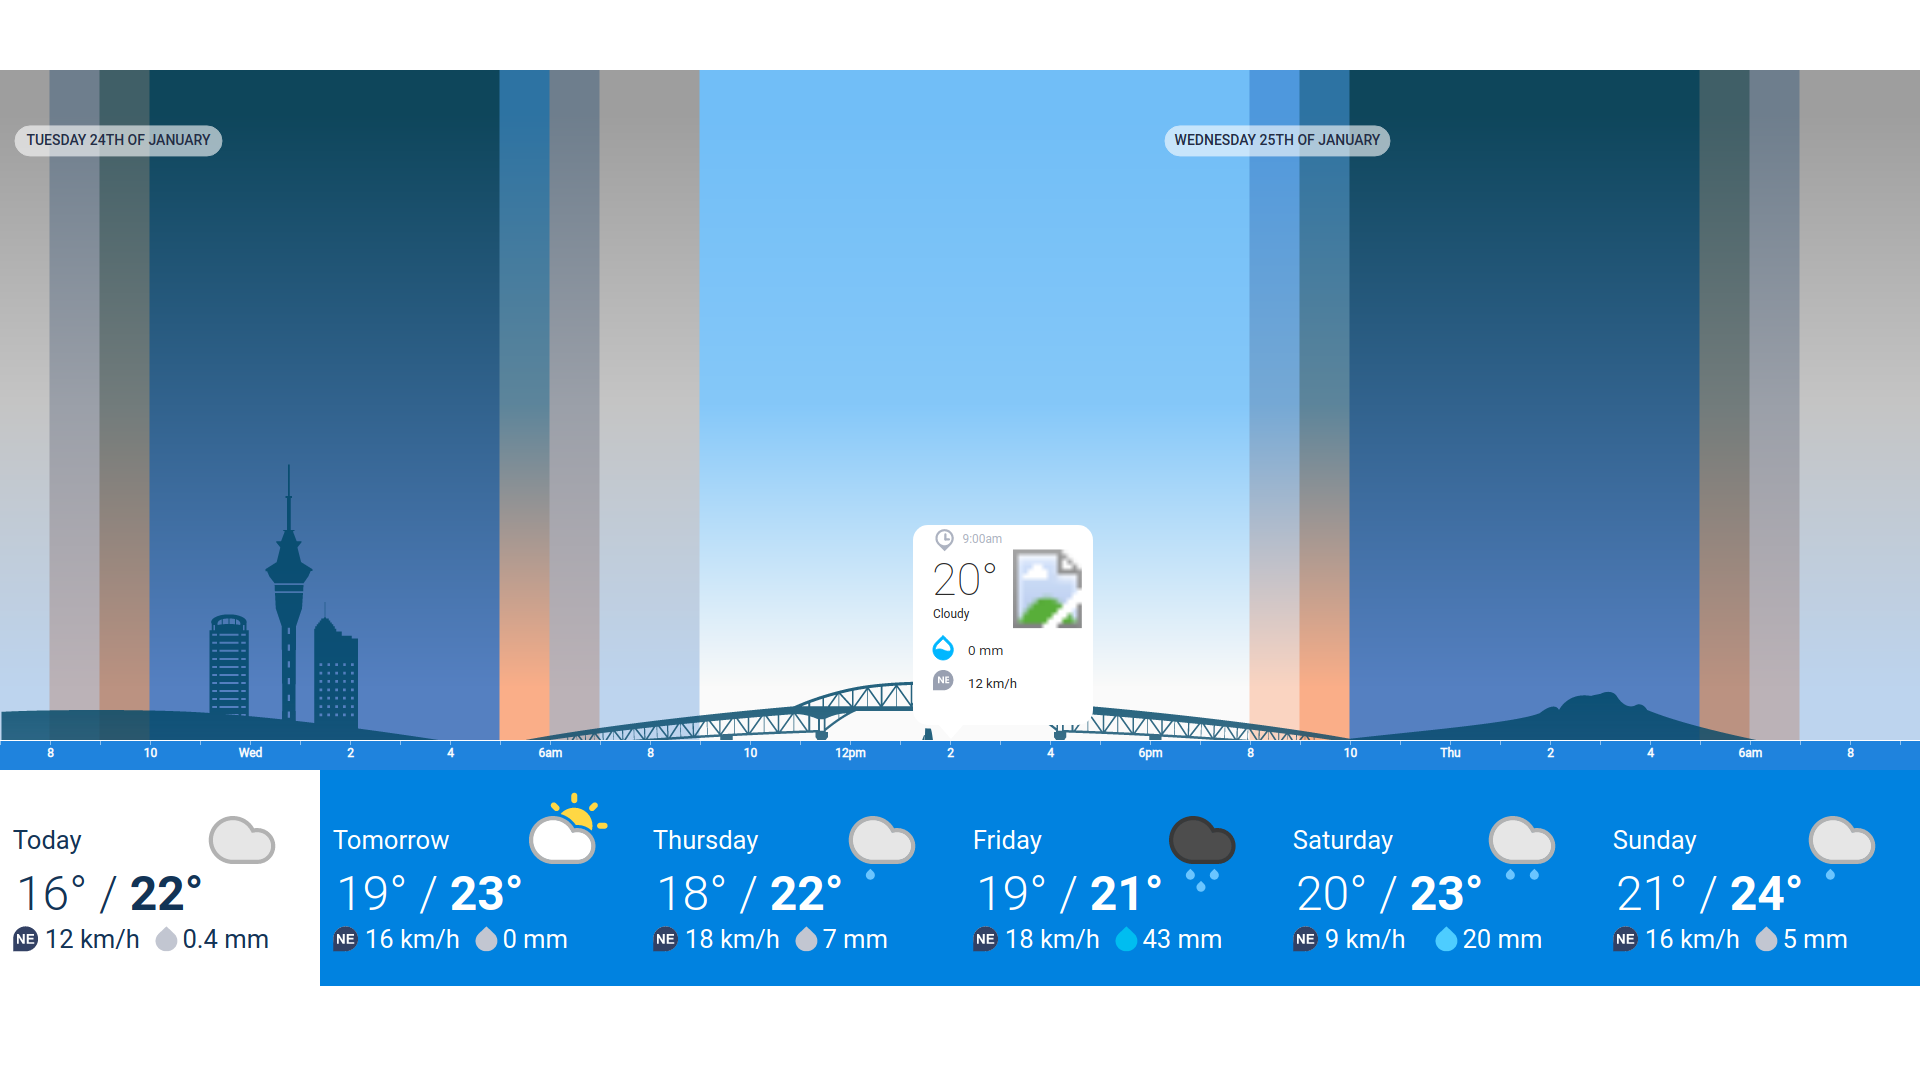 TUESDAY 24TH OF JANUARY
WEDNESDAY 25TH OF JANUARY
9:00am
20°
Cloudy
0 mm
NE 12 km/h
8 10 Wed 2 4 6am 8 10 12pm 2 4 6pm 8 10 Thu 2 4 6am 8
Today
16° / 22°
NE 12 km/h 0.4 mm
Tomorrow
19° / 23°
NE 16 km/h 0 mm
Thursday
18° / 22°
NE 18 km/h 7 mm
Friday
19° / 21°
NE 18 km/h 43 mm
Saturday
20° / 23°
NE 9 km/h 20 mm
Sunday
21° / 24°
NE 16 km/h 5 mm